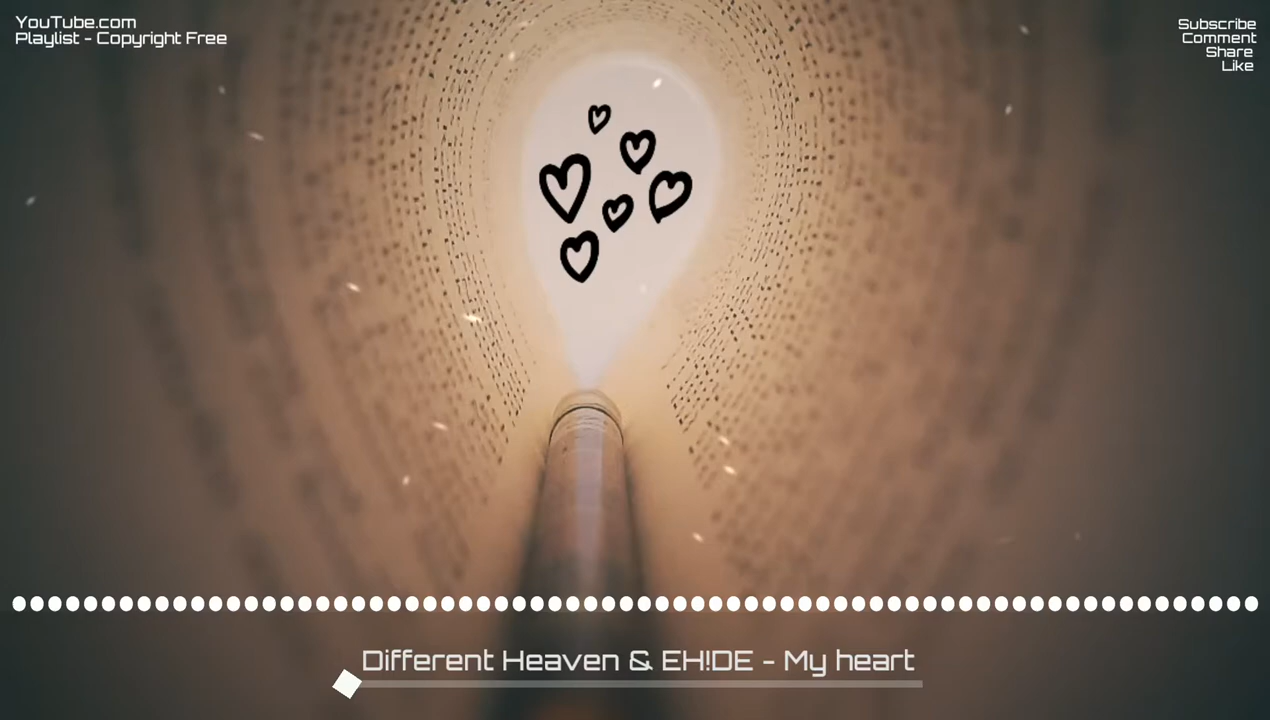 YouTube.com
Playlist - Copyright Free
Subscribe
Comment
Share
Like
Different Heaven & EH!DE - My heart